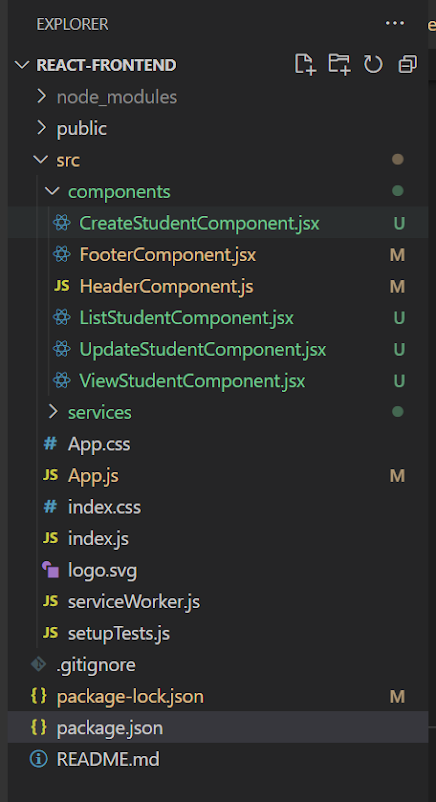 EXPLORER ...
REACT-FRONTEND
node_modules
public
src
components
CreateStudentComponent.jsx U
FooterComponent.jsx M
JS HeaderComponent.js M
ListStudentComponent.jsx U
UpdateStudentComponent.jsx U
ViewStudentComponent.jsx U
services
# App.css
JS App.js M
# index.css
JS index.js
logo.svg
JS serviceWorker.js
JS setupTests.js
.gitignore
{} package-lock.json M
{} package.json
README.md